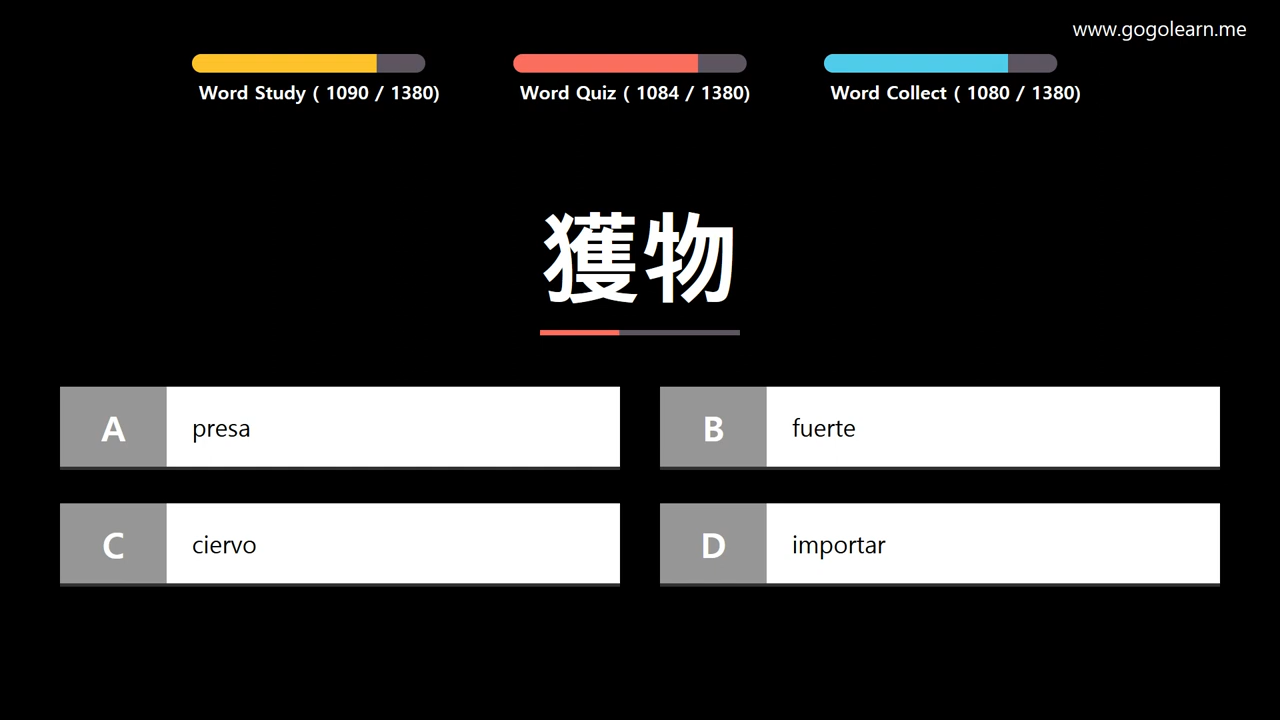 www.gogolearn.me
Word Study ( 1090 / 1380)
Word Quiz ( 1084 / 1380)
Word Collect ( 1080 / 1380)
獲物
A presa
B fuerte
C ciervo
D importar